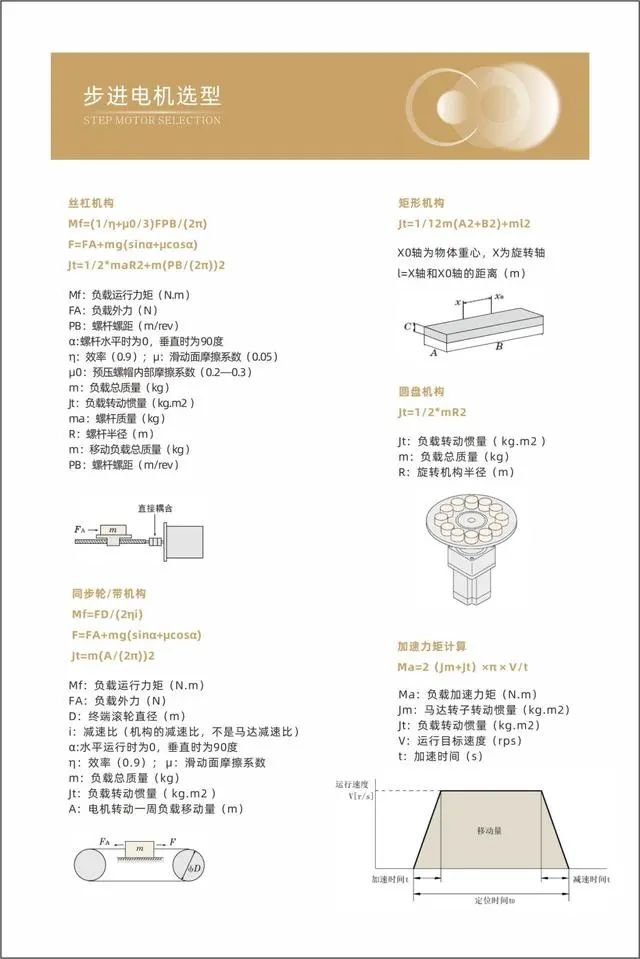 步进电机选型
STEP MOTOR SELECTION
丝杠机构
Mf=(1/η+μ0/3)FPB/(2π)
F=FA+mg(sinα+μcosα)
Jt=1/2*maR2+m(PB/(2π))2
Mf：负载运行力矩（N.m）
FA：负载外力（N）
PB：螺杆螺距（m/rev）
α:螺杆水平时为0，垂直时为90度
η：效率（0.9）；μ：滑动面摩擦系数（0.05）
μ0：预压螺帽内部摩擦系数（0.2—0.3）
m：负载总质量（kg）
Jt：负载转动惯量（kg.m2）
ma：螺杆质量（kg）
R：螺杆半径（m）
m：移动负载总质量（kg）
PB：螺杆螺距（m/rev）
直接耦合
FA
m
同步轮/带机构
Mf=FD/(2ηi)
F=FA+mg(sinα+μcosα)
Jt=m(A/(2π))2
Mf：负载运行力矩（N.m）
FA：负载外力（N）
D：终端滚轮直径（m）
i：减速比（机构的减速比，不是马达减速比）
α:水平运行时为0，垂直时为90度
η：效率（0.9）；μ：滑动面摩擦系数
m：负载总质量（kg）
Jt：负载转动惯量（kg.m2）
A：电机转动一周负载移动量（m）
FA
m
F
ϕD
矩形机构
Jt=1/12m(A2+B2)+ml2
X0轴为物体重心，X为旋转轴
l=X轴和X0轴的距离（m）
x
x0
C
A
B
圆盘机构
Jt=1/2*mR2
Jt：负载转动惯量（kg.m2）
m：负载总质量（kg）
R：旋转机构半径（m）
加速力矩计算
Ma=2（Jm+Jt）×π×V/t
Ma：负载加速力矩（N.m）
Jm：马达转子转动惯量（kg.m2）
Jt：负载转动惯量（kg.m2）
V：运行目标速度（rps）
t：加速时间（s）
运行速度
V[r/s]
移动量
加速时间t
减速时间t
定位时间t0